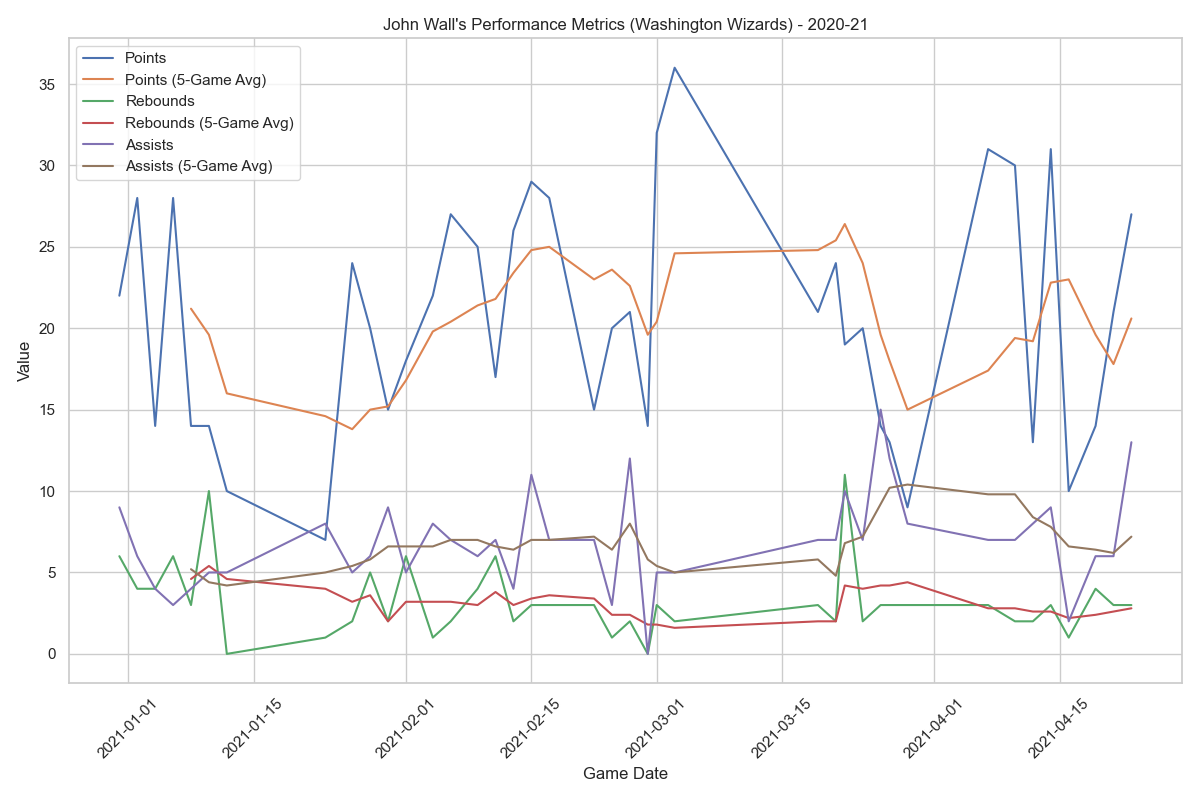 John Wall's Performance Metrics (Washington Wizards) - 2020-21
Points
Points (5-Game Avg)
Rebounds
Rebounds (5-Game Avg)
Assists
Assists (5-Game Avg)
Value
35
30
25
20
15
10
5
0
2021-01-01
2021-01-15
2021-02-01
2021-02-15
2021-03-01
2021-03-15
2021-04-01
2021-04-15
Game Date